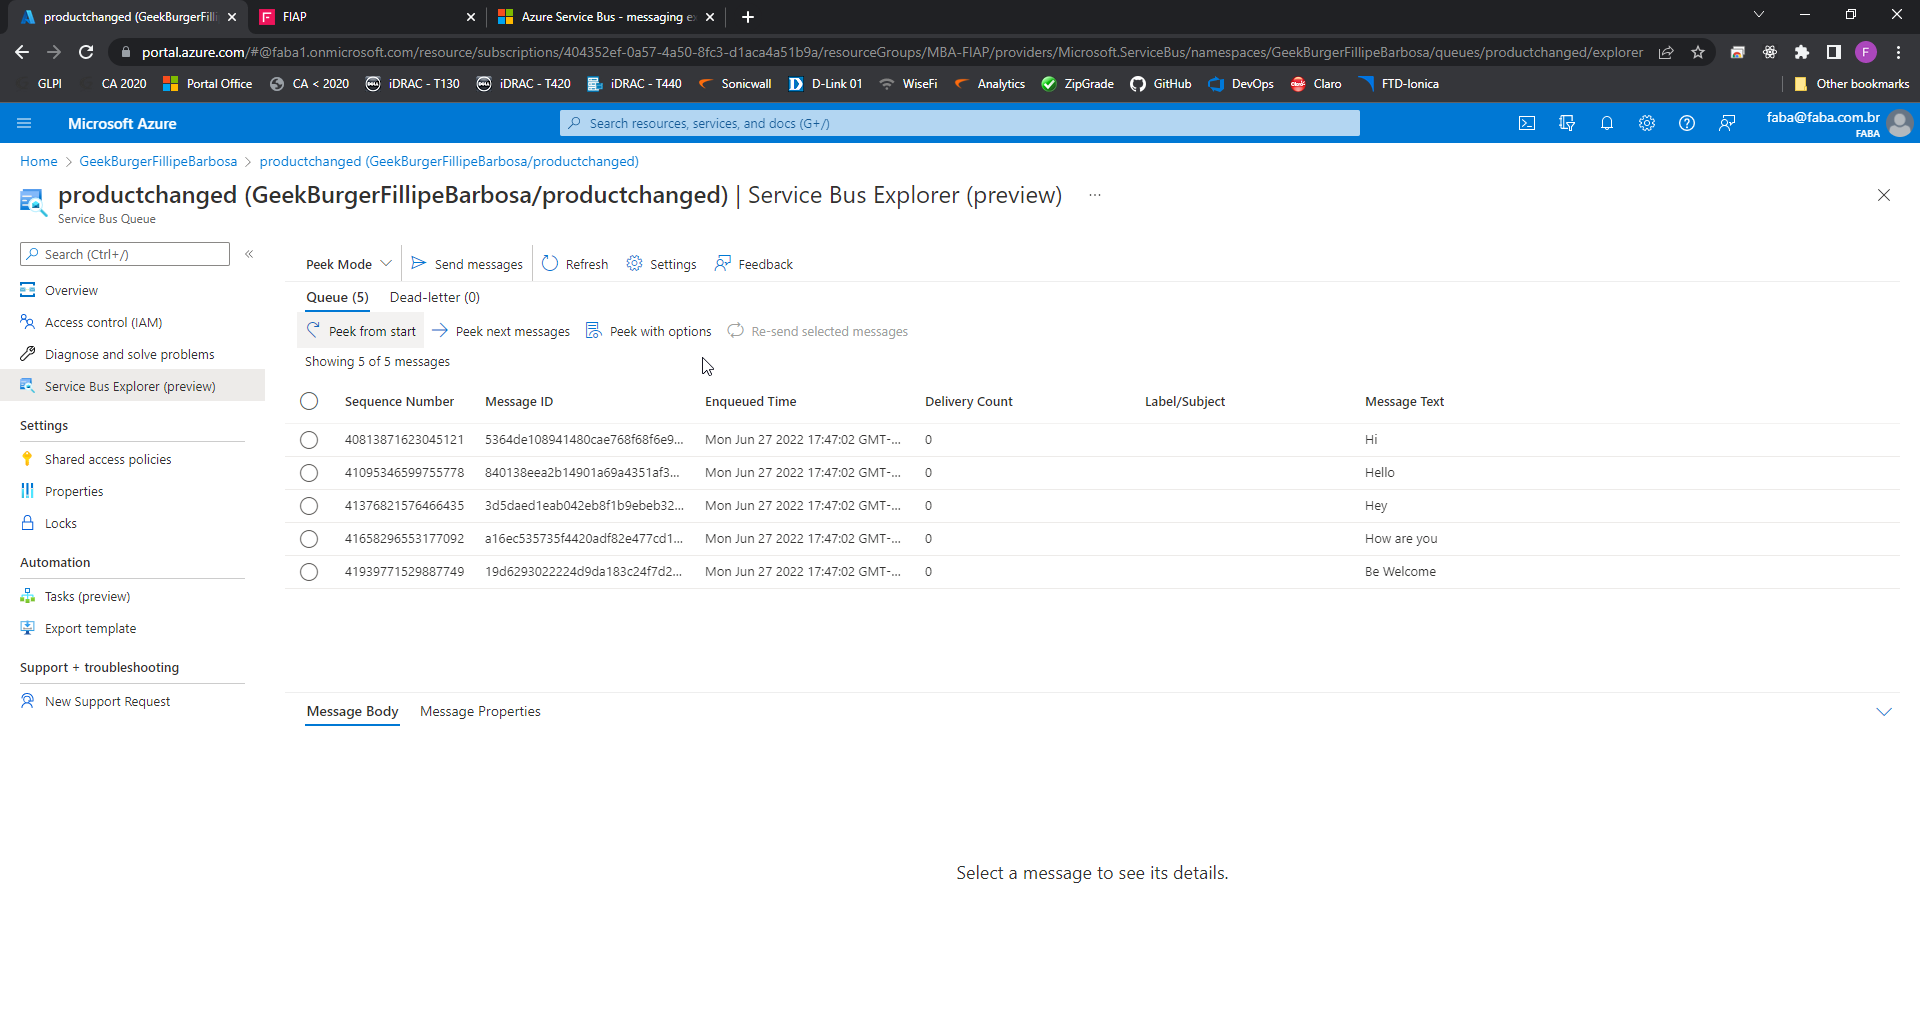 productchanged (GeekBurgerFilli
FIAP
Azure Service Bus - messaging e
portal.azure.com/#@faba1.onmicrosoft.com/resource/subscriptions/404352ef-0a57-4a50-8fc3-d1aca4a51b9a/resourceGroups/MBA-FIAP/providers/Microsoft.ServiceBus/namespaces/GeekBurgerFillipeBarbosa/queues/productchanged/explorer
F
GLPI
CA 2020
Portal Office
CA < 2020
iDRAC - T130
iDRAC - T420
iDRAC - T440
Sonicwall
D-Link 01
WiseFi
Analytics
ZipGrade
GitHub
DevOps
Claro
FTD-Ionica
Other bookmarks
Microsoft Azure
Search resources, services, and docs (G+/)
faba@faba.com.br
FABA
Home > GeekBurgerFillipeBarbosa > productchanged (GeekBurgerFillipeBarbosa/productchanged)
productchanged (GeekBurgerFillipeBarbosa/productchanged) | Service Bus Explorer (preview) ...
Service Bus Queue
Search (Ctrl+/)
«
Overview
Access control (IAM)
Diagnose and solve problems
Service Bus Explorer (preview)
Settings
Shared access policies
Properties
Locks
Automation
Tasks (preview)
Export template
Support + troubleshooting
New Support Request
Peek Mode
Send messages
Refresh
Settings
Feedback
Queue (5)
Dead-letter (0)
Peek from start
Peek next messages
Peek with options
Re-send selected messages
Showing 5 of 5 messages
Sequence Number Message ID Enqueued Time Delivery Count Label/Subject Message Text
40813871623045121 5364de108941480cae768f68f6e9... Mon Jun 27 2022 17:47:02 GMT-... 0 Hi
41095346599755778 840138eea2b14901a69a4351af3... Mon Jun 27 2022 17:47:02 GMT-... 0 Hello
41376821576466435 3d5daed1eab042eb8f1b9ebeb32... Mon Jun 27 2022 17:47:02 GMT-... 0 Hey
41658296553177092 a16ec535735f4420adf82e477cd1... Mon Jun 27 2022 17:47:02 GMT-... 0 How are you
41939771529887749 19d6293022224d9da183c24f7d2... Mon Jun 27 2022 17:47:02 GMT-... 0 Be Welcome
Message Body
Message Properties
Select a message to see its details.